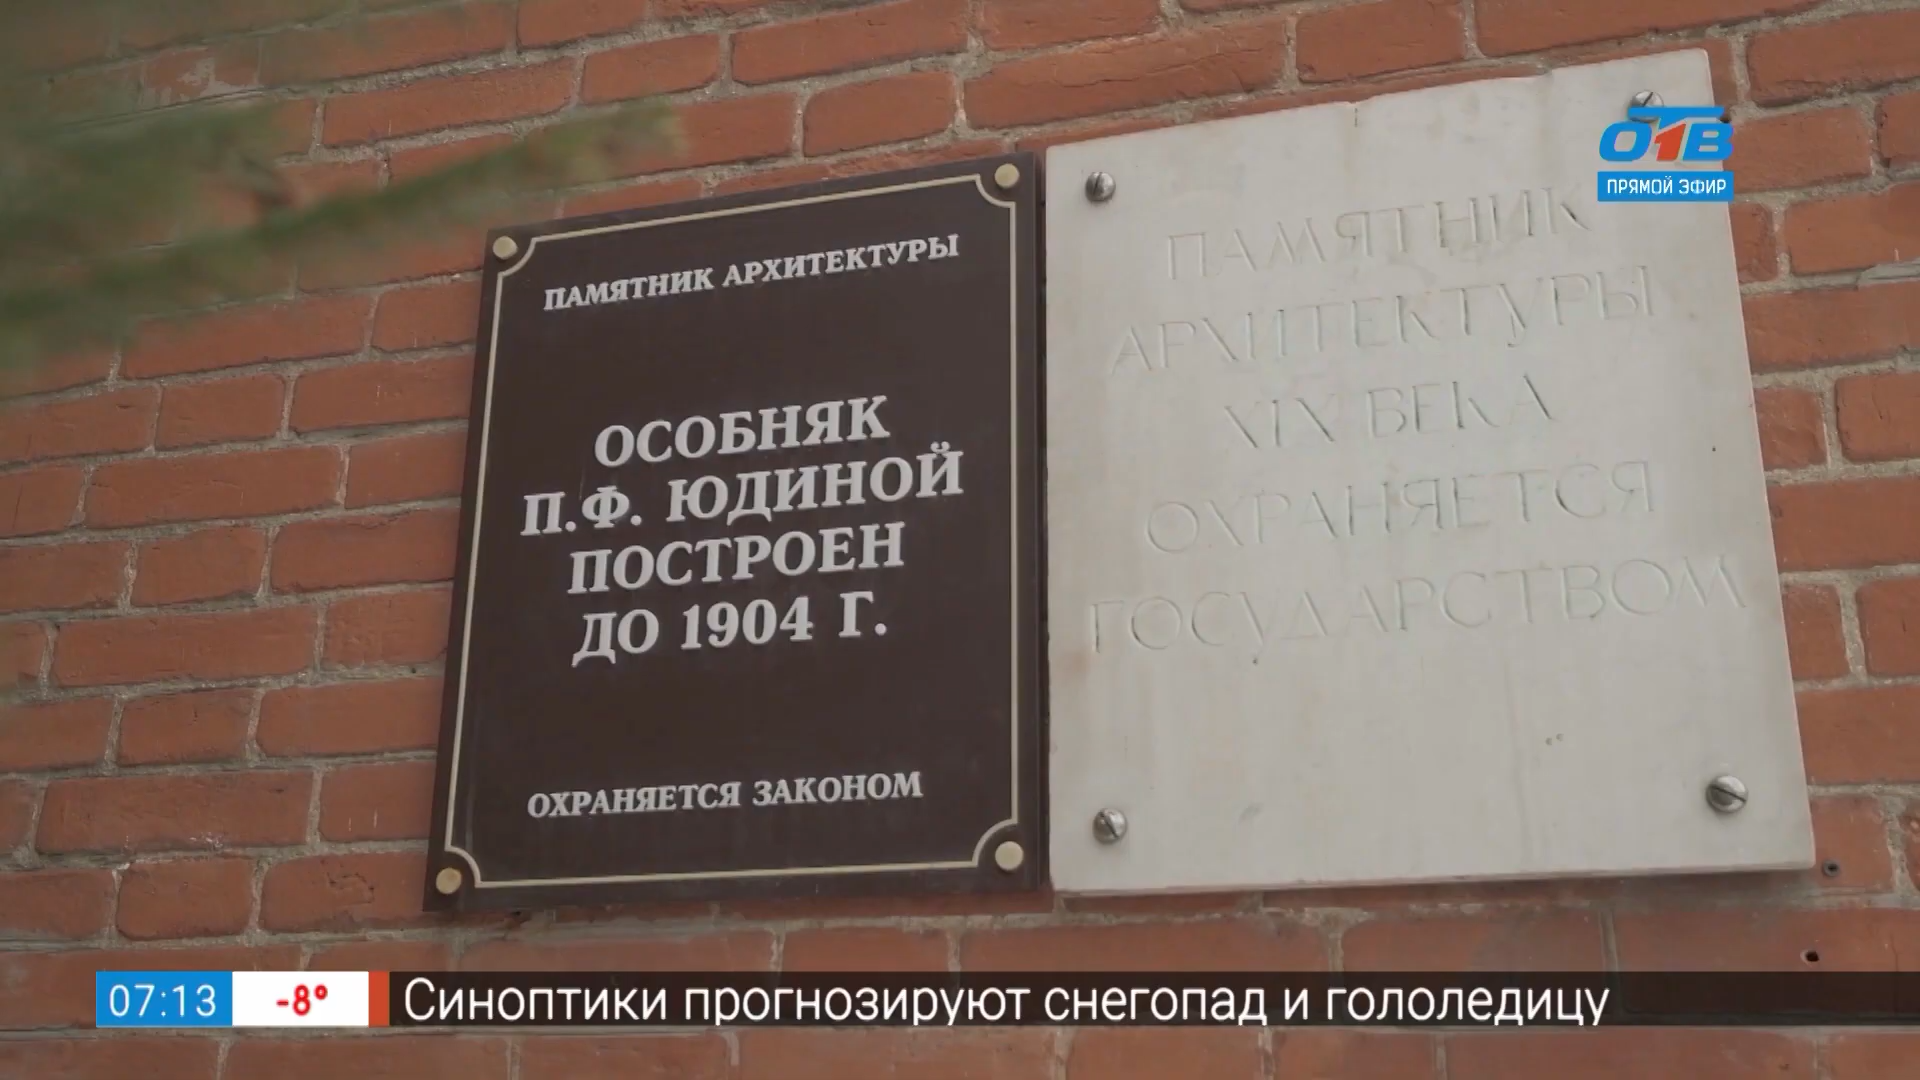 ПАМЯТНИК АРХИТЕКТУРЫ
ОСОБНЯК
П.Ф. ЮДИНОЙ
ПОСТРОЕН
ДО 1904 Г.
ОХРАНЯЕТСЯ ЗАКОНОМ
ПАМЯТНИК
АРХИТЕКТУРЫ
XIX ВЕКА
ОХРАНЯЕТСЯ
ГОСУДАРСТВОМ
ОТВ
ПРЯМОЙ ЭФИР
07:13 -8° Синоптики прогнозируют снегопад и гололедицу